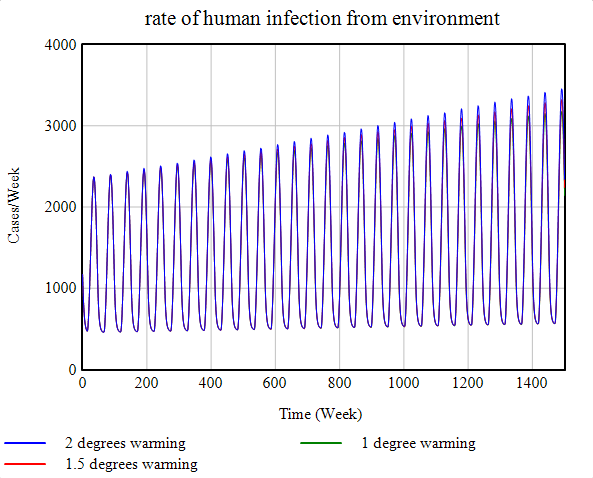 rate of human infection from environment
4000
3000
2000
1000
0
Cases/Week
0 200 400 600 800 1000 1200 1400
Time (Week)
2 degrees warming 1 degree warming
1.5 degrees warming